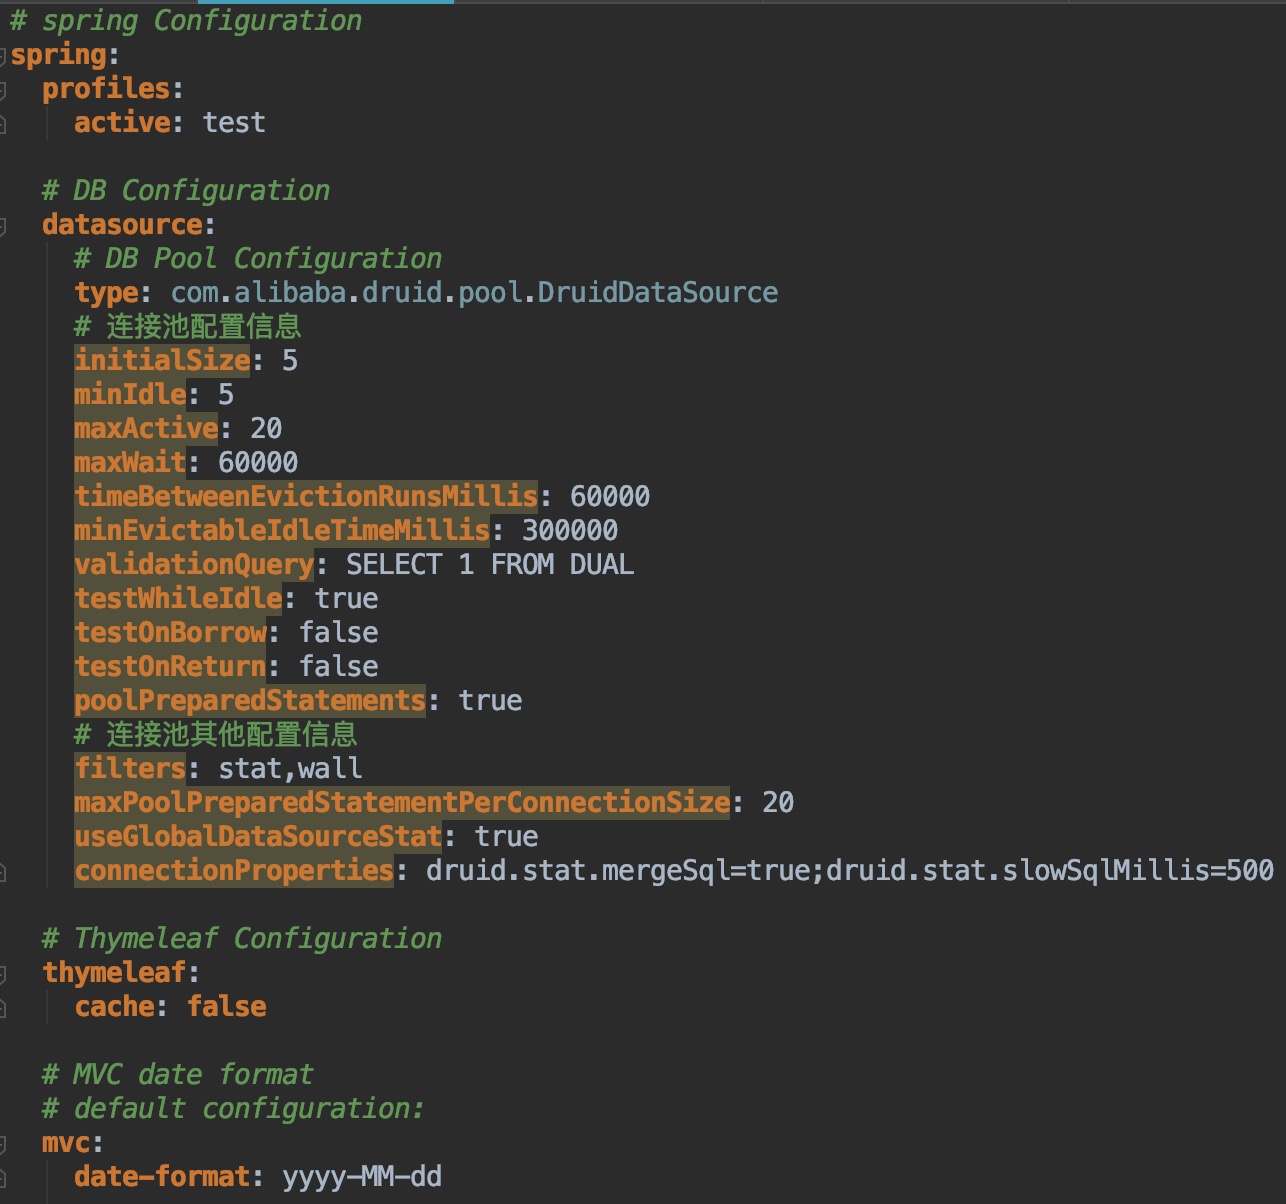 # spring Configuration
spring:
profiles:
active: test
# DB Configuration
datasource:
# DB Pool Configuration
type: com.alibaba.druid.pool.DruidDataSource
# 连接池配置信息
initialSize: 5
minIdle: 5
maxActive: 20
maxWait: 60000
timeBetweenEvictionRunsMillis: 60000
minEvictableIdleTimeMillis: 300000
validationQuery: SELECT 1 FROM DUAL
testWhileIdle: true
testOnBorrow: false
testOnReturn: false
poolPreparedStatements: true
# 连接池其他配置信息
filters: stat,wall
maxPoolPreparedStatementPerConnectionSize: 20
useGlobalDataSourceStat: true
connectionProperties: druid.stat.mergeSql=true;druid.stat.slowSqlMillis=500
# Thymeleaf Configuration
thymeleaf:
cache: false
# MVC date format
# default configuration:
mvc:
date-format: yyyy-MM-dd